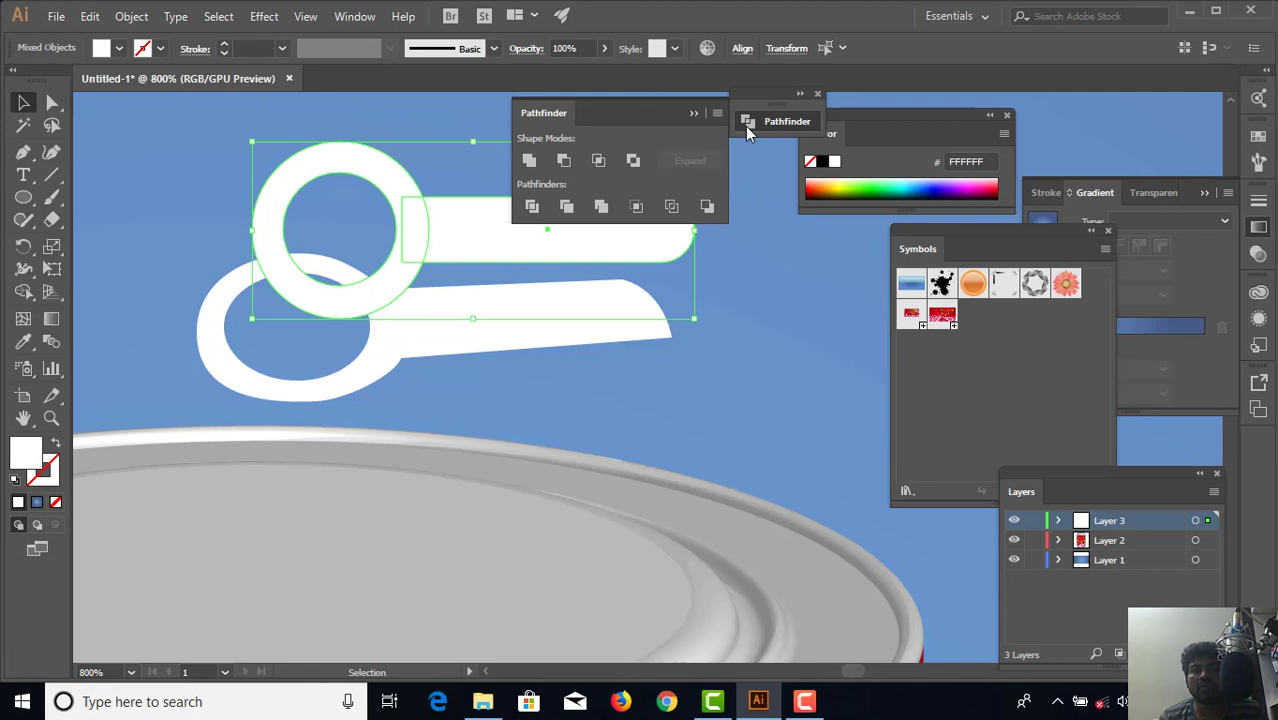 Ai File Edit Object Type Select Effect View Window Help Br St Essentials Search Adobe Stock
Mixed Objects Stroke: Basic Opacity: 100% Style: Align Transform
Untitled-1* @ 800% (RGB/GPU Preview)
Pathfinder
Pathfinder
Shape Modes:
Expand
Pathfinders:
or
# FFFFFF
Stroke Gradient Transparen
Type:
Symbols
Layers
Layer 3
Layer 2
Layer 1
3 Layers
800% 1 Selection
Type here to search
Ai